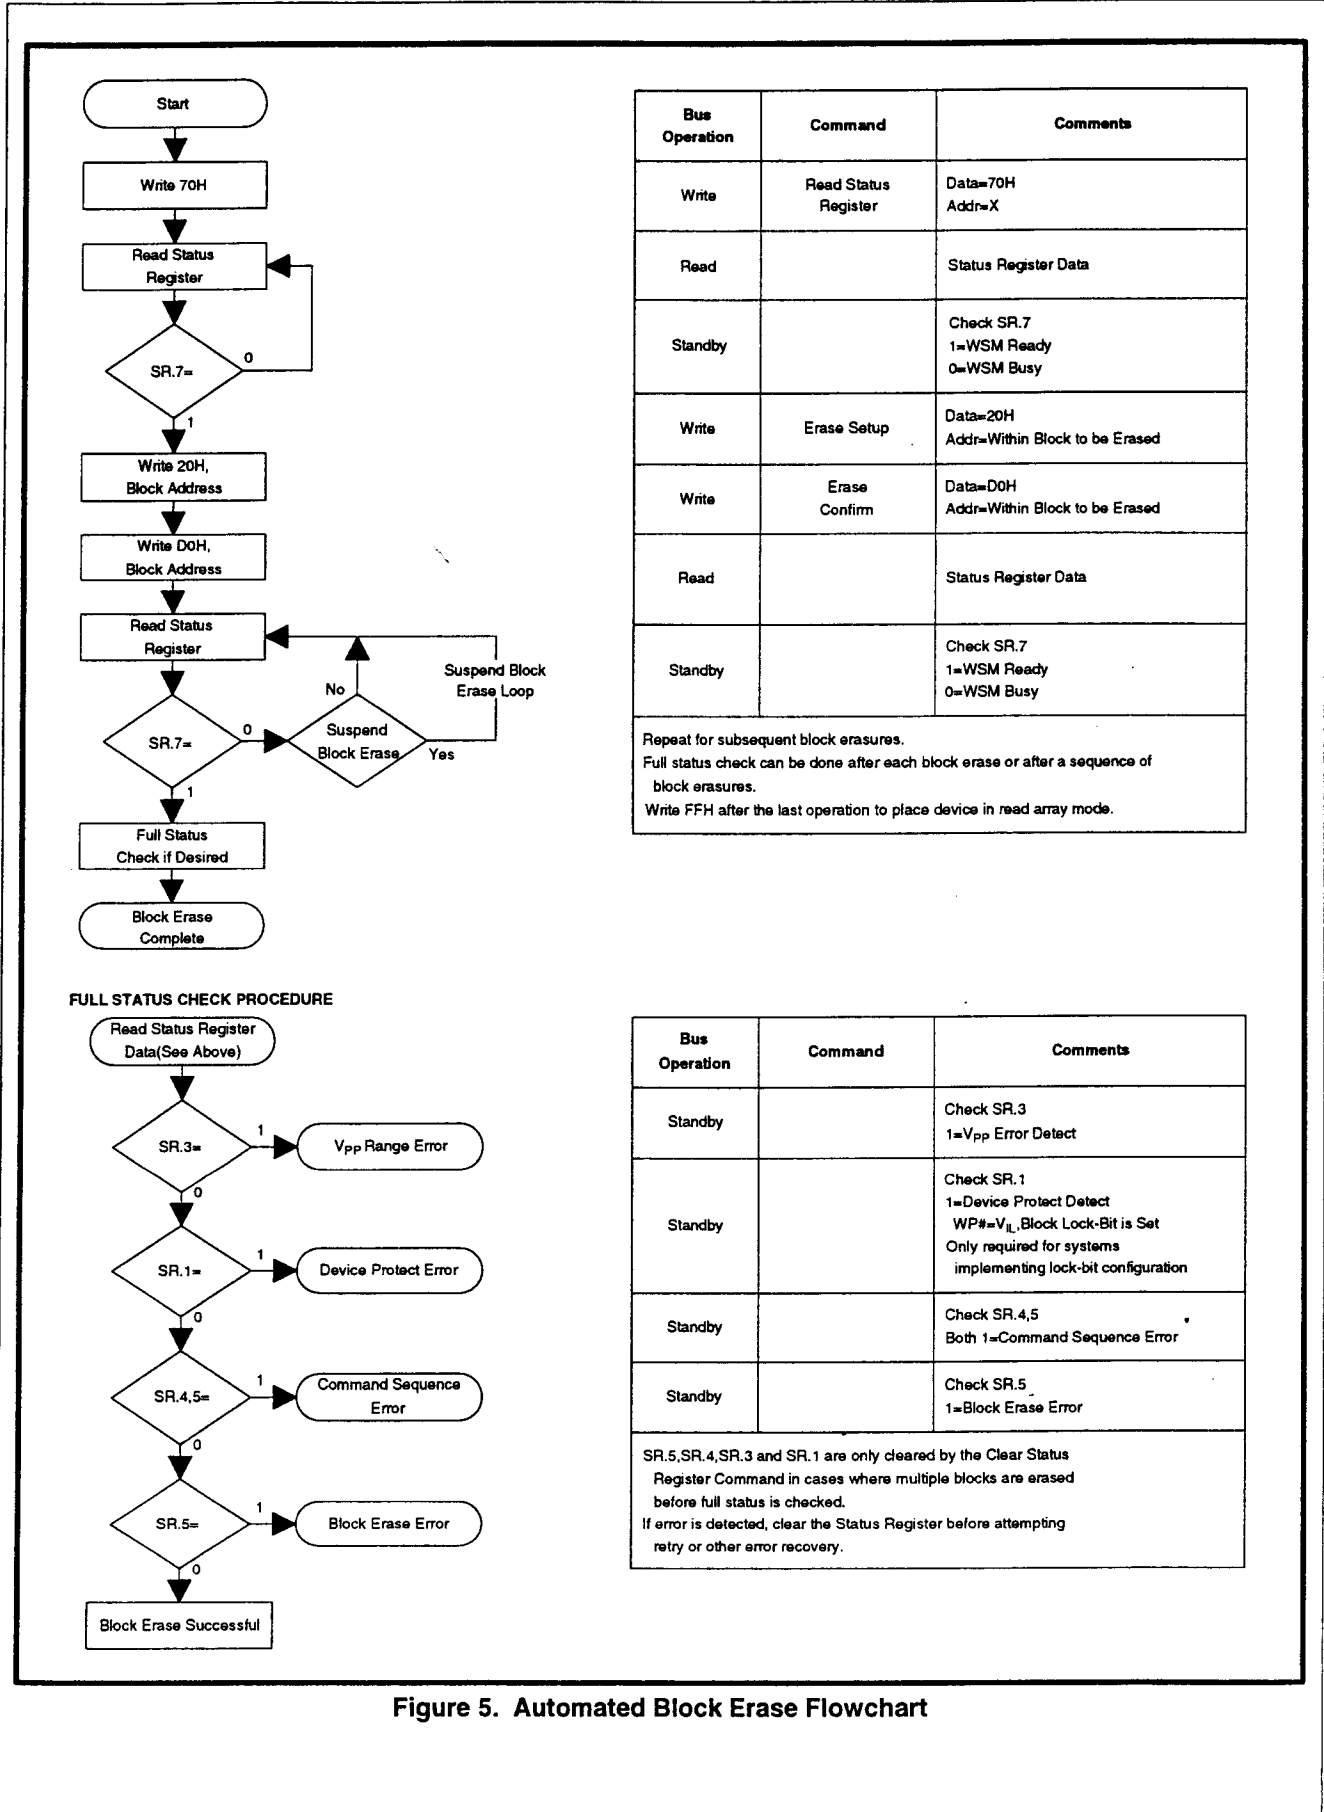 Start
Write 70H
Read Status
Register
SR.7=
0
1
Write 20H,
Block Address
Write D0H,
Block Address
Read Status
Register
SR.7=
0
1
No
Suspend
Block Erase
Yes
Suspend Block
Erase Loop
Full Status
Check if Desired
Block Erase
Complete
Bus
Operation
Command
Comments
Write
Read Status
Register
Data=70H
Addr=X
Read
Status Register Data
Standby
Check SR.7
1=WSM Ready
0=WSM Busy
Write
Erase Setup
Data=20H
Addr=Within Block to be Erased
Write
Erase
Confirm
Data=D0H
Addr=Within Block to be Erased
Read
Status Register Data
Standby
Check SR.7
1=WSM Ready
0=WSM Busy
Repeat for subsequent block erasures.
Full status check can be done after each block erase or after a sequence of
block erasures.
Write FFH after the last operation to place device in read array mode.
FULL STATUS CHECK PROCEDURE
Read Status Register
Data(See Above)
SR.3=
1
VPP Range Error
0
SR.1=
1
Device Protect Error
0
SR.4,5=
1
Command Sequence
Error
0
SR.5=
1
Block Erase Error
0
Block Erase Successful
Bus
Operation
Command
Comments
Standby
Check SR.3
1=VPP Error Detect
Standby
Check SR.1
1=Device Protect Detect
WP#=VIL,Block Lock-Bit is Set
Only required for systems
implementing lock-bit configuration
Standby
Check SR.4,5
Both 1=Command Sequence Error
Standby
Check SR.5
1=Block Erase Error
SR.5,SR.4,SR.3 and SR.1 are only cleared by the Clear Status
Register Command in cases where multiple blocks are erased
before full status is checked.
If error is detected, clear the Status Register before attempting
retry or other error recovery.
Figure 5. Automated Block Erase Flowchart